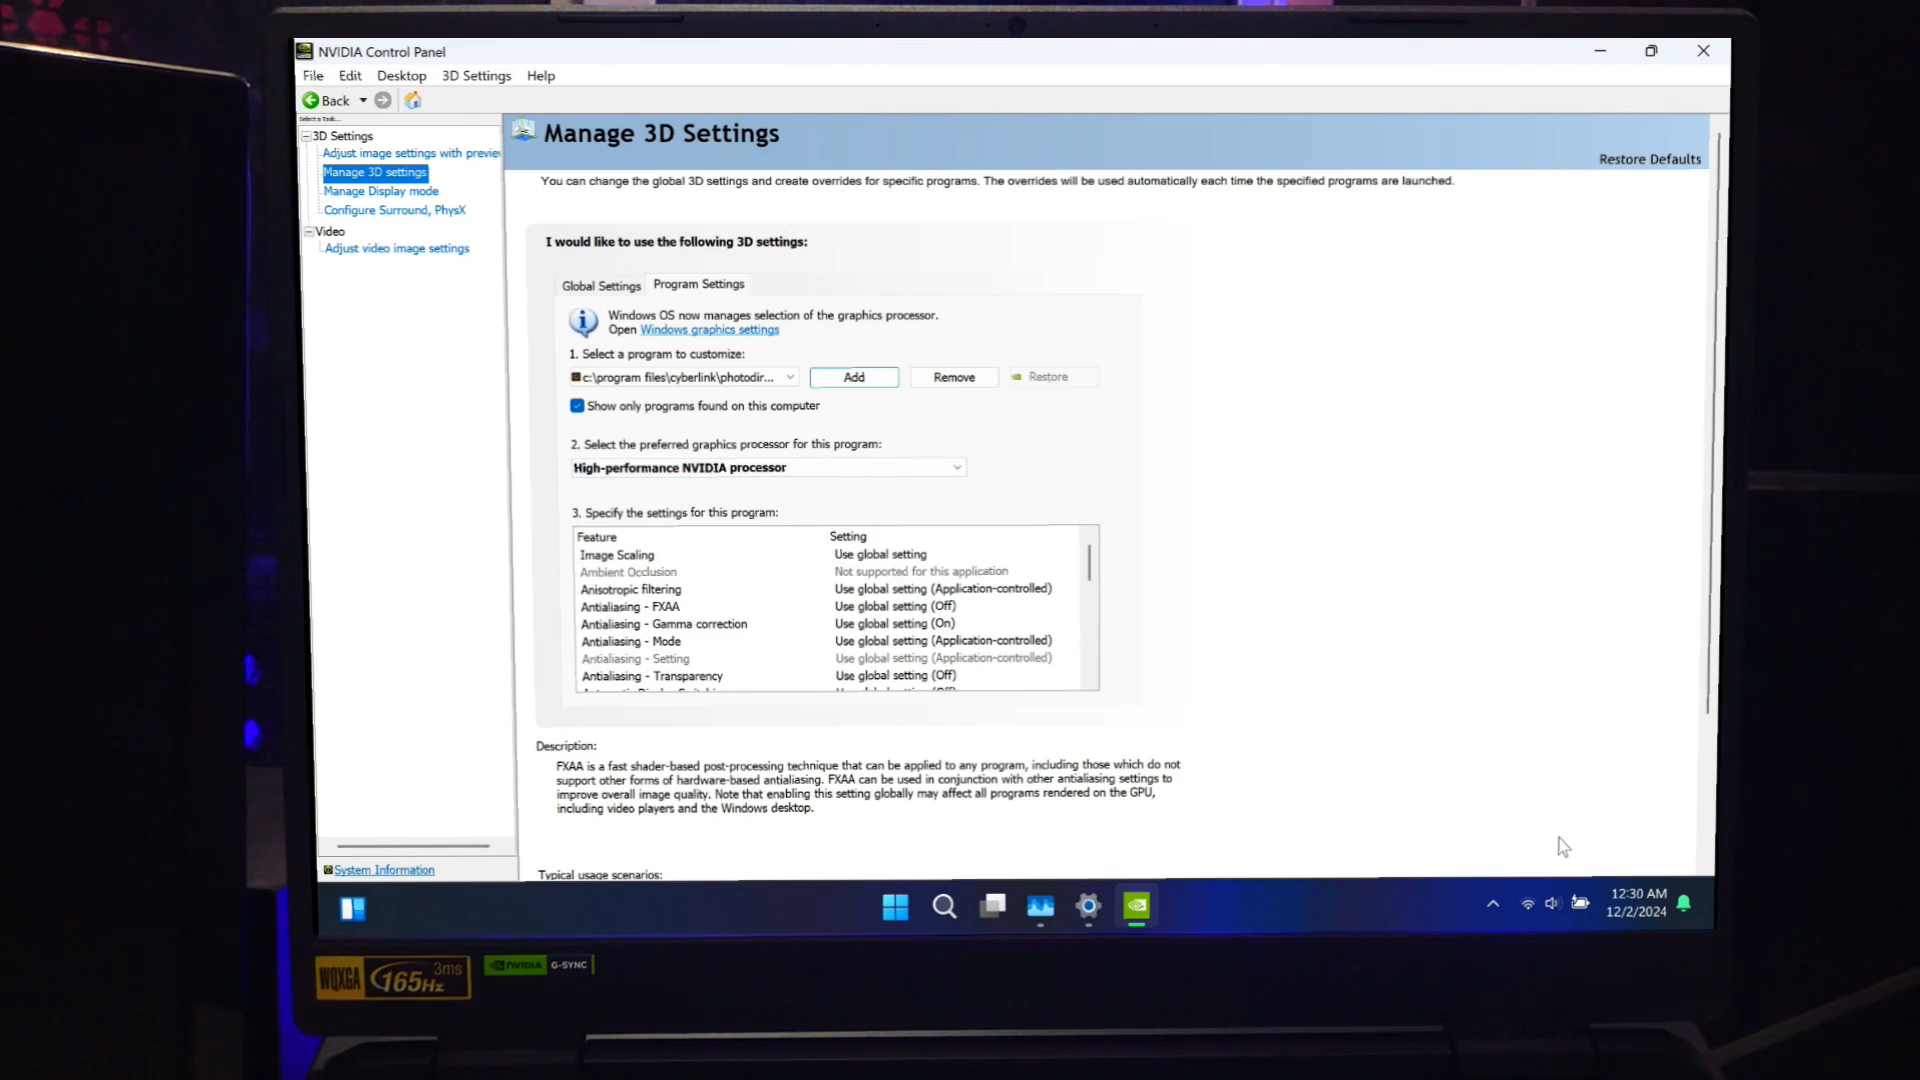 NVIDIA Control Panel
File Edit Desktop 3D Settings Help
Back
Select a Task...
3D Settings
Adjust image settings with preview
Manage 3D settings
Manage Display mode
Configure Surround, PhysX
Video
Adjust video image settings
System Information
Manage 3D Settings
Restore Defaults
You can change the global 3D settings and create overrides for specific programs. The overrides will be used automatically each time the specified programs are launched.
I would like to use the following 3D settings:
Global Settings Program Settings
Windows OS now manages selection of the graphics processor.
Open Windows graphics settings
1. Select a program to customize:
c:\program files\cyberlink\photodir... Add Remove Restore
Show only programs found on this computer
2. Select the preferred graphics processor for this program:
High-performance NVIDIA processor
3. Specify the settings for this program:
Feature Setting
Image Scaling Use global setting
Ambient Occlusion Not supported for this application
Anisotropic filtering Use global setting (Application-controlled)
Antialiasing - FXAA Use global setting (Off)
Antialiasing - Gamma correction Use global setting (On)
Antialiasing - Mode Use global setting (Application-controlled)
Antialiasing - Setting Use global setting (Application-controlled)
Antialiasing - Transparency Use global setting (Off)
Description:
FXAA is a fast shader-based post-processing technique that can be applied to any program, including those which do not
support other forms of hardware-based antialiasing. FXAA can be used in conjunction with other antialiasing settings to
improve overall image quality. Note that enabling this setting globally may affect all programs rendered on the GPU,
including video players and the Windows desktop.
Typical usage scenarios:
12:30 AM
12/2/2024
WQXGA 165Hz 3ms
NVIDIA G-SYNC